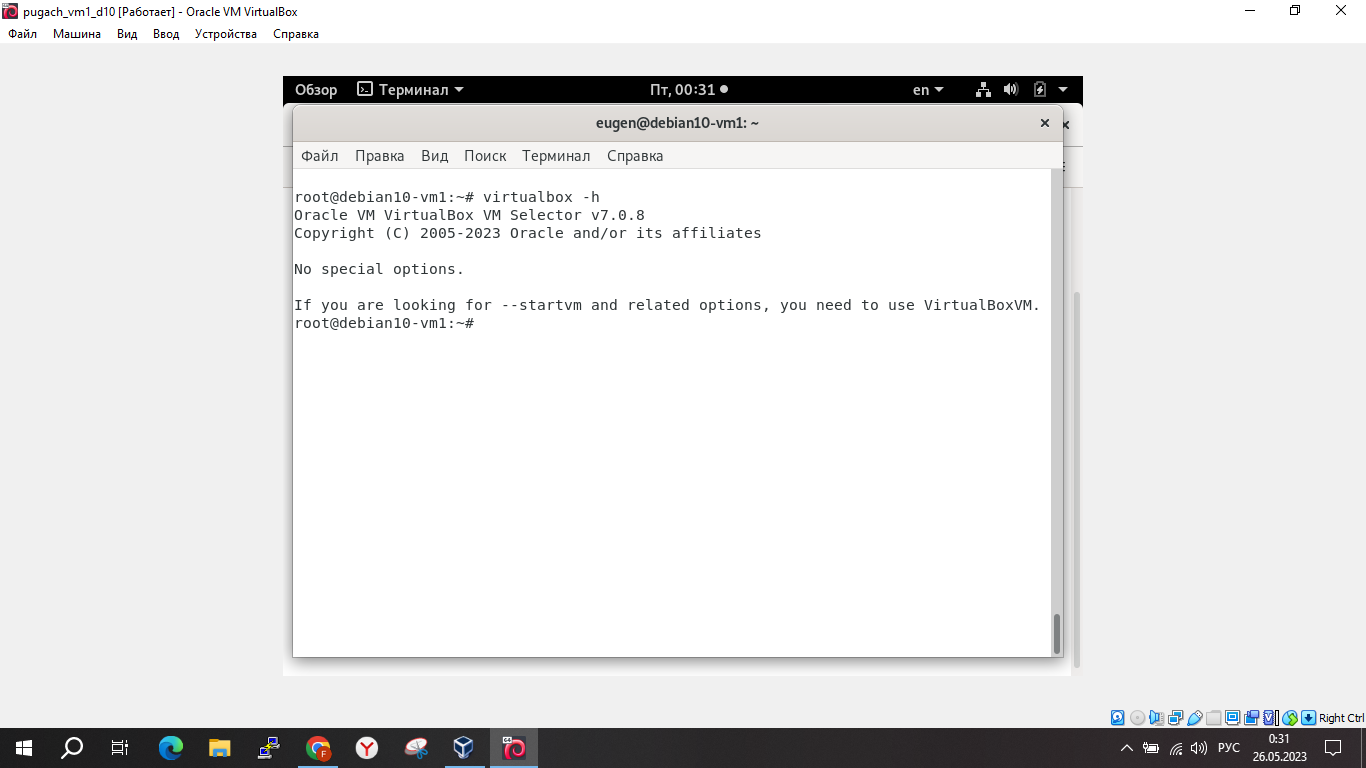 pugach_vm1_d10 [Работает] - Oracle VM VirtualBox
Файл Машина Вид Ввод Устройства Справка
Обзор Терминал Пт, 00:31 en
eugen@debian10-vm1: ~
Файл Правка Вид Поиск Терминал Справка
root@debian10-vm1:~# virtualbox -h
Oracle VM VirtualBox VM Selector v7.0.8
Copyright (C) 2005-2023 Oracle and/or its affiliates
No special options.
If you are looking for --startvm and related options, you need to use VirtualBoxVM.
root@debian10-vm1:~#
Right Ctrl
РУС 0:31
26.05.2023